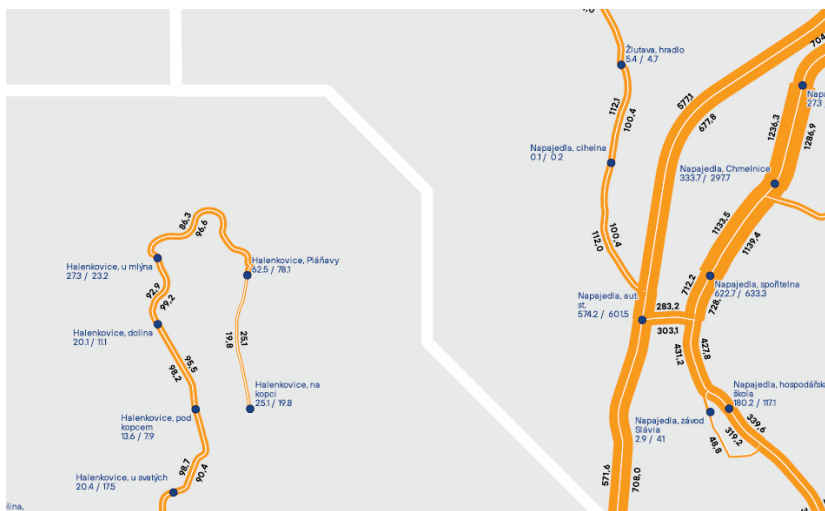 704
Žlutava, hradlo
5.4 / 4.7
577,1
677,8
Napa
27.3 /
112,1
100,4
1236,3
1286,9
Napajedla, cihelna
0.1 / 0.2
Napajedla, Chmelnice
333.7 / 297.7
86,3
96,6
1133,5
1139,4
112,0
100,4
Halenkovice, u mlýna
27.3 / 23.2
Halenkovice, Pláňavy
62.5 / 78.1
92,9
99,2
Napajedla, spořitelna
622.7 / 633.3
712,2
728,
Napajedla, aut.
st.
574.2 / 601.5
283,2
303,1
Halenkovice, dolina
20.1 / 11.1
19,8
25,1
431,2
427,8
95,5
98,2
Halenkovice, na
kopci
25.1 / 19.8
Napajedla, hospodářsk
škola
180.2 / 117.1
Halenkovice, pod
kopcem
13.6 / 7.9
Napajedla, závod
Slávia
2.9 / 41
48,8
319,2
339,6
98,7
90,4
Halenkovice, u svatých
20.4 / 17.5
571,6
708,0
olina,